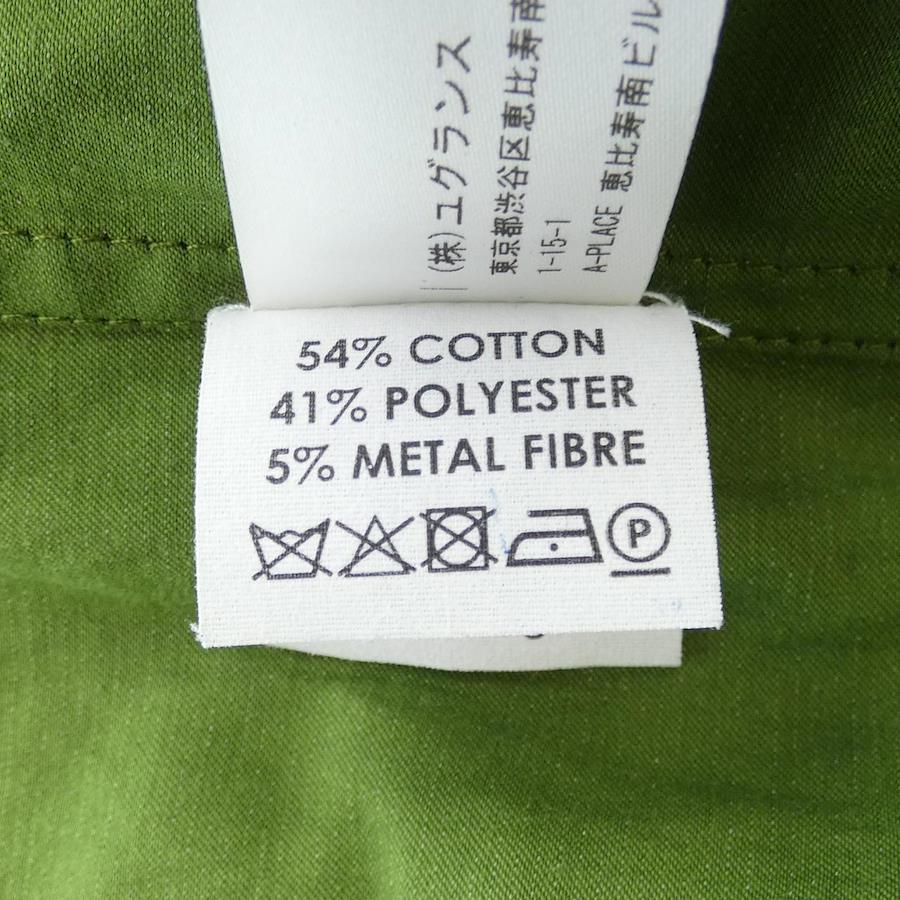 (株)ユグランス
東京都渋谷区恵比寿南
1-15-1
A-PLACE 恵比寿南ビル
54% COTTON
41% POLYESTER
5% METAL FIBRE
P